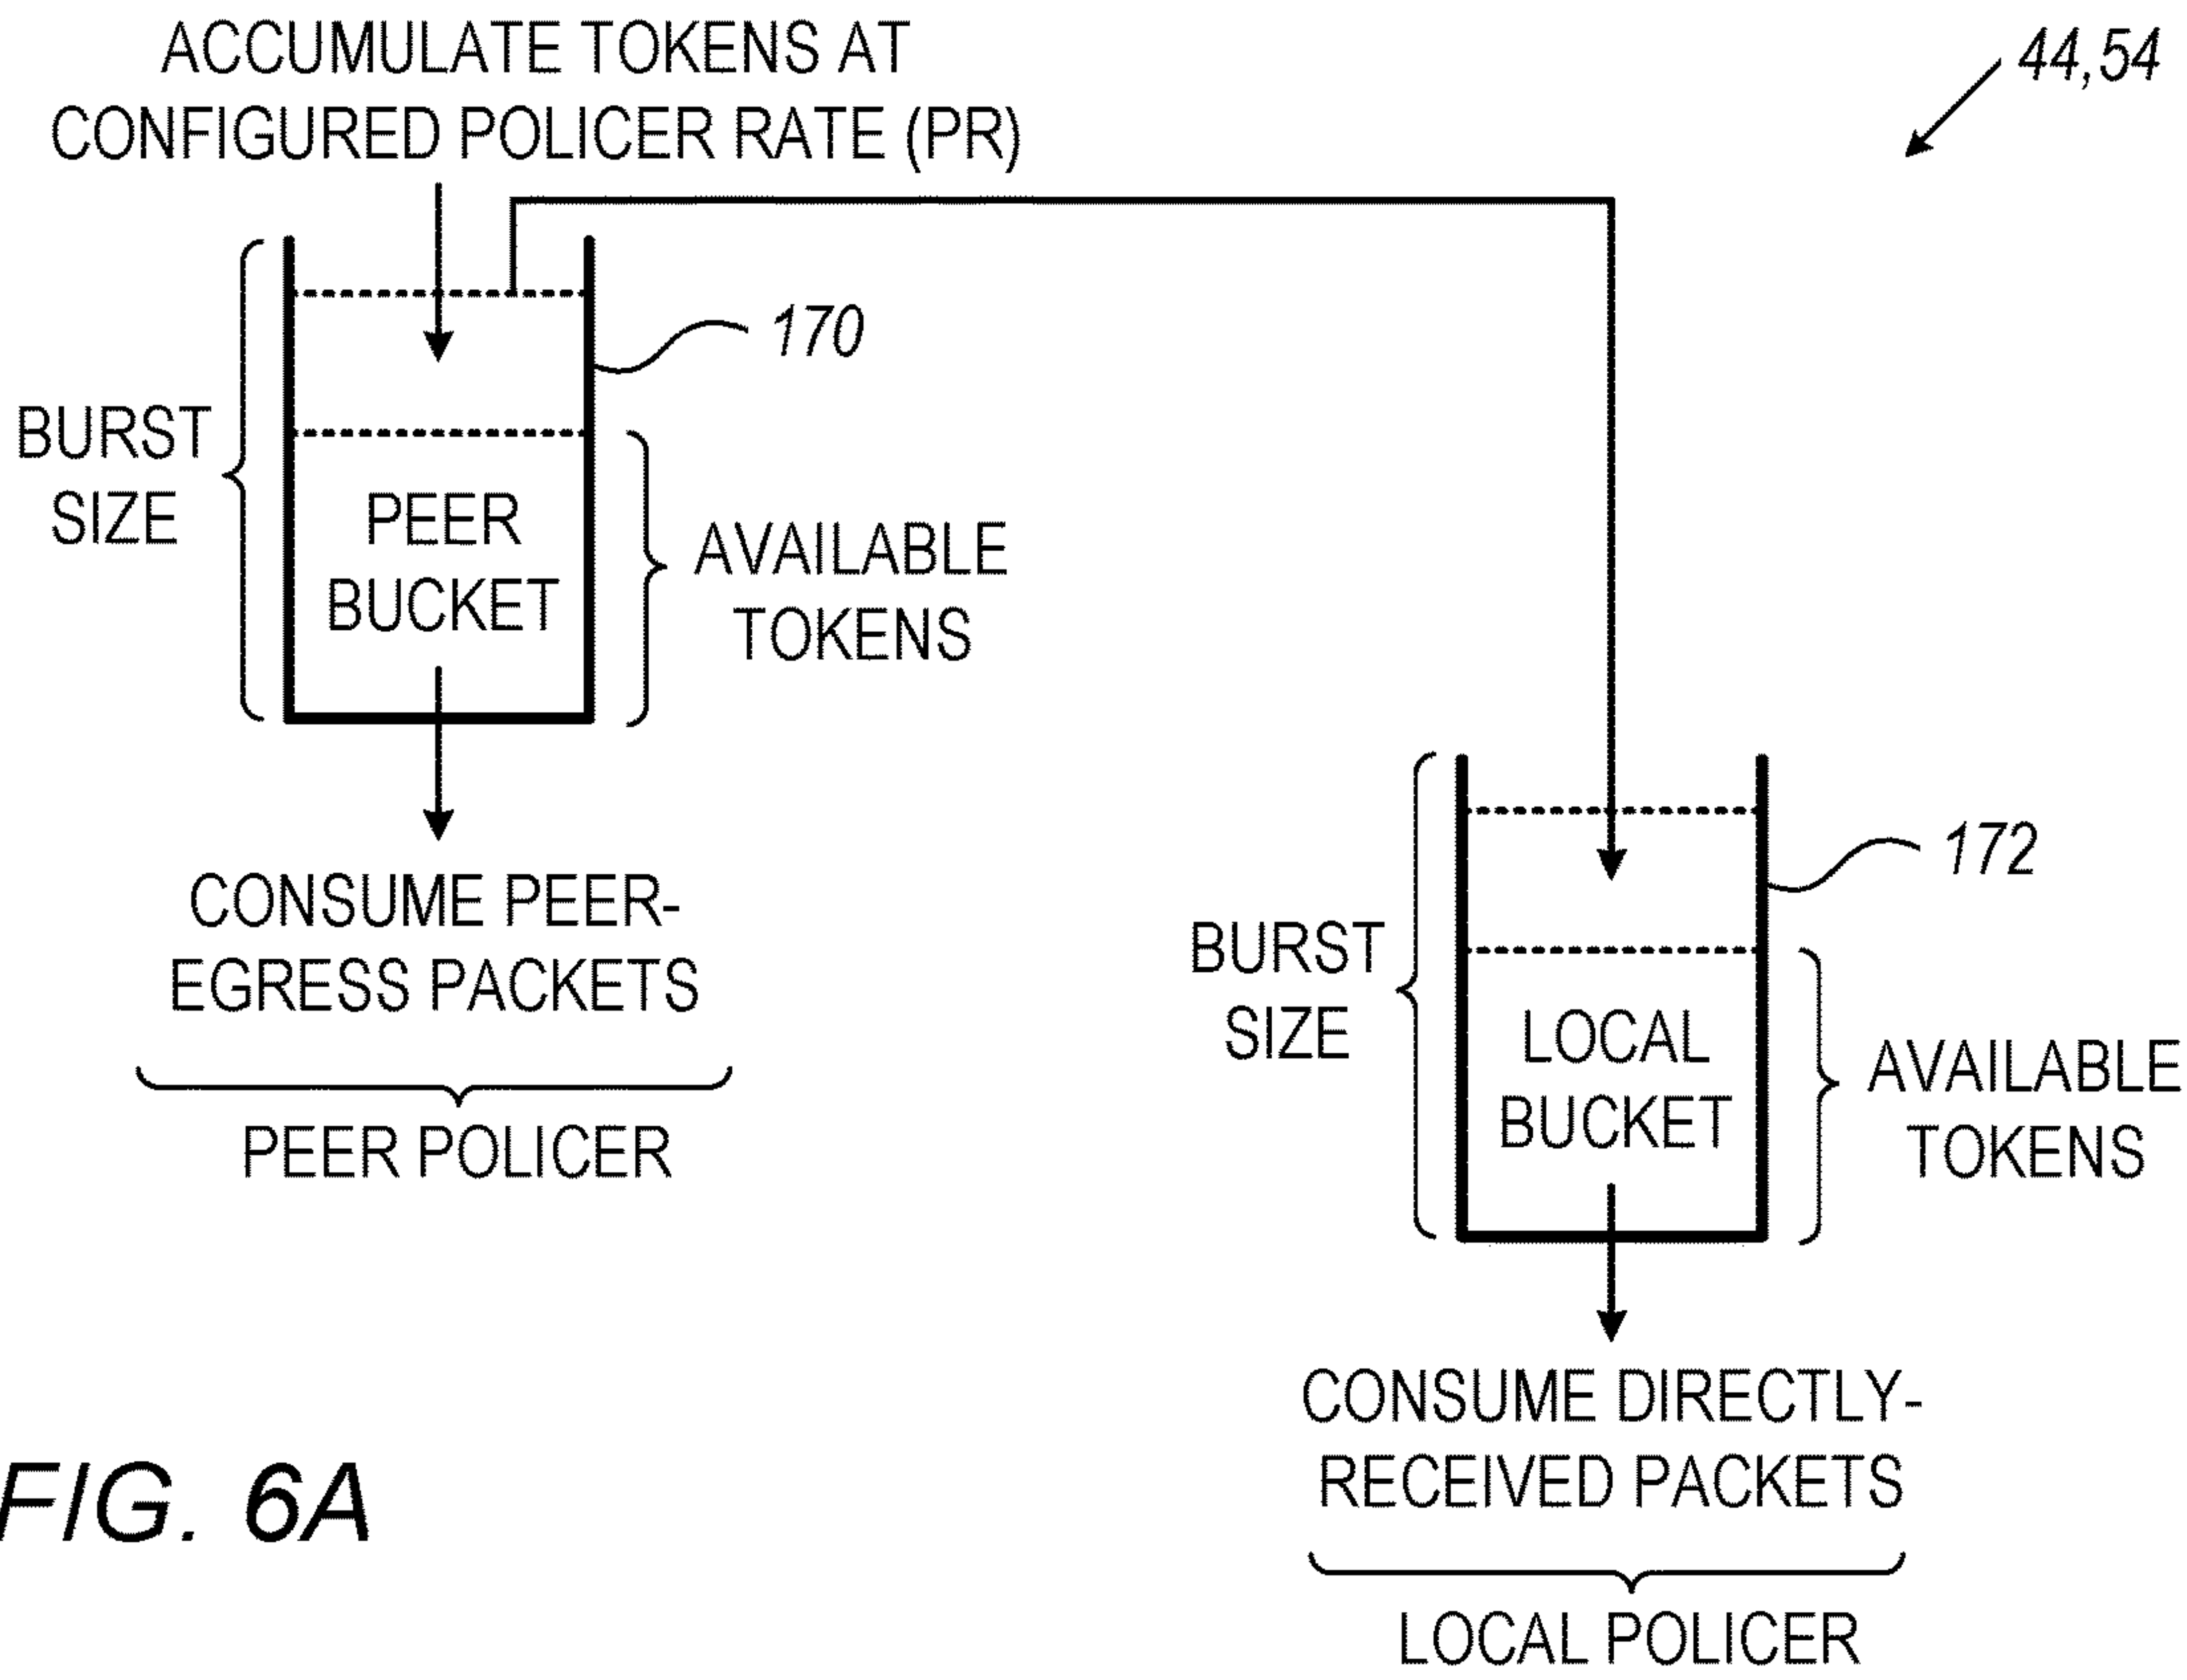 ACCUMULATE TOKENS AT
CONFIGURED POLICER RATE (PR)
44,54
170
BURST
SIZE
PEER
BUCKET
AVAILABLE
TOKENS
CONSUME PEER-
EGRESS PACKETS
PEER POLICER
172
BURST
SIZE
LOCAL
BUCKET
AVAILABLE
TOKENS
CONSUME DIRECTLY-
RECEIVED PACKETS
LOCAL POLICER
FIG. 6A